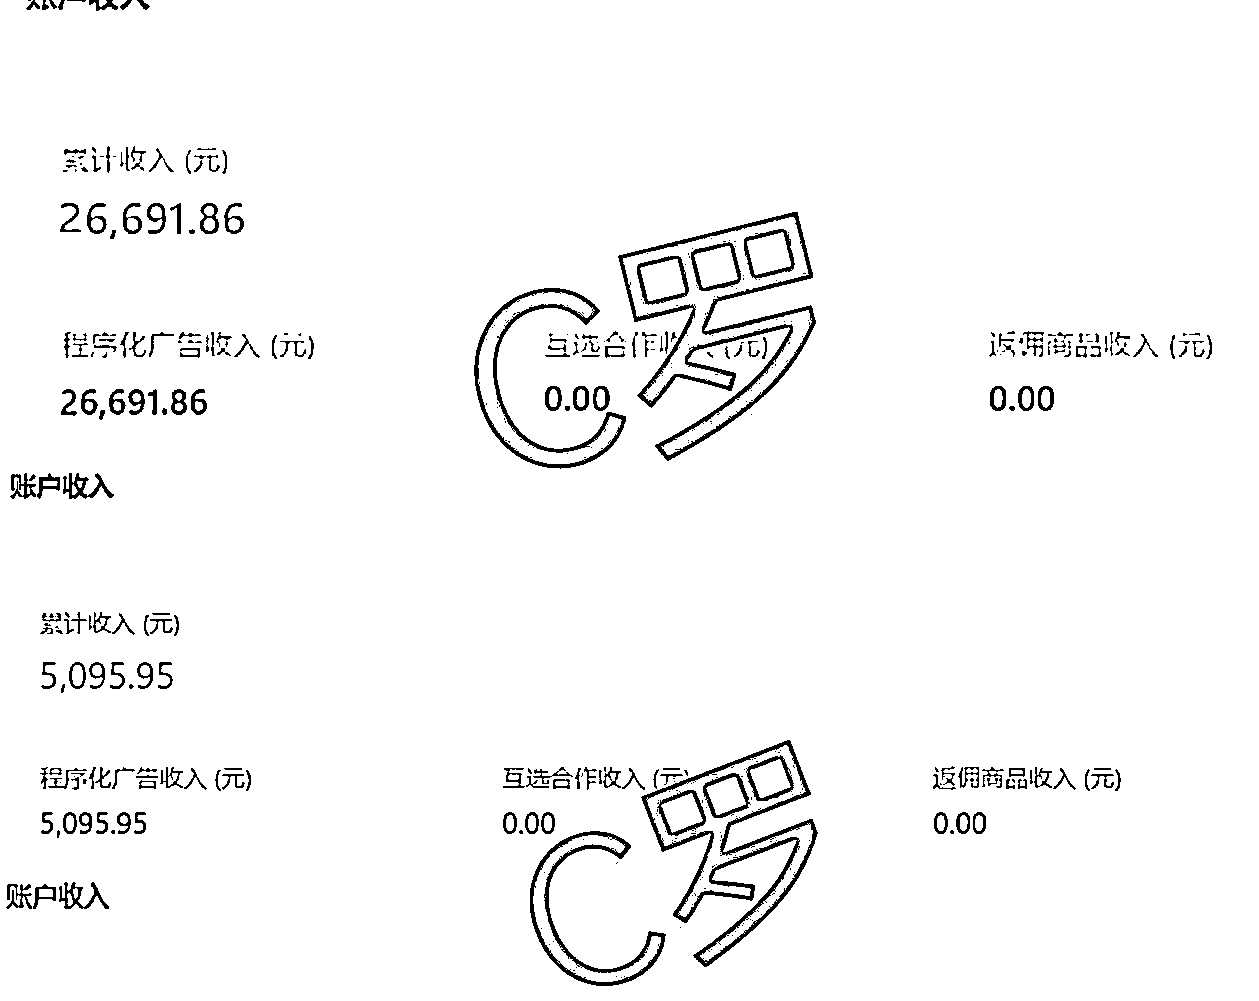 账户收入
累计收入 (元)
26,691.86
程序化广告收入 (元) 互选合作收入 (元) 返佣商品收入 (元)
26,691.86 0.00 0.00
账户收入
累计收入 (元)
5,095.95
程序化广告收入 (元) 互选合作收入 (元) 返佣商品收入 (元)
5,095.95 0.00 0.00
账户收入
C罗
C罗